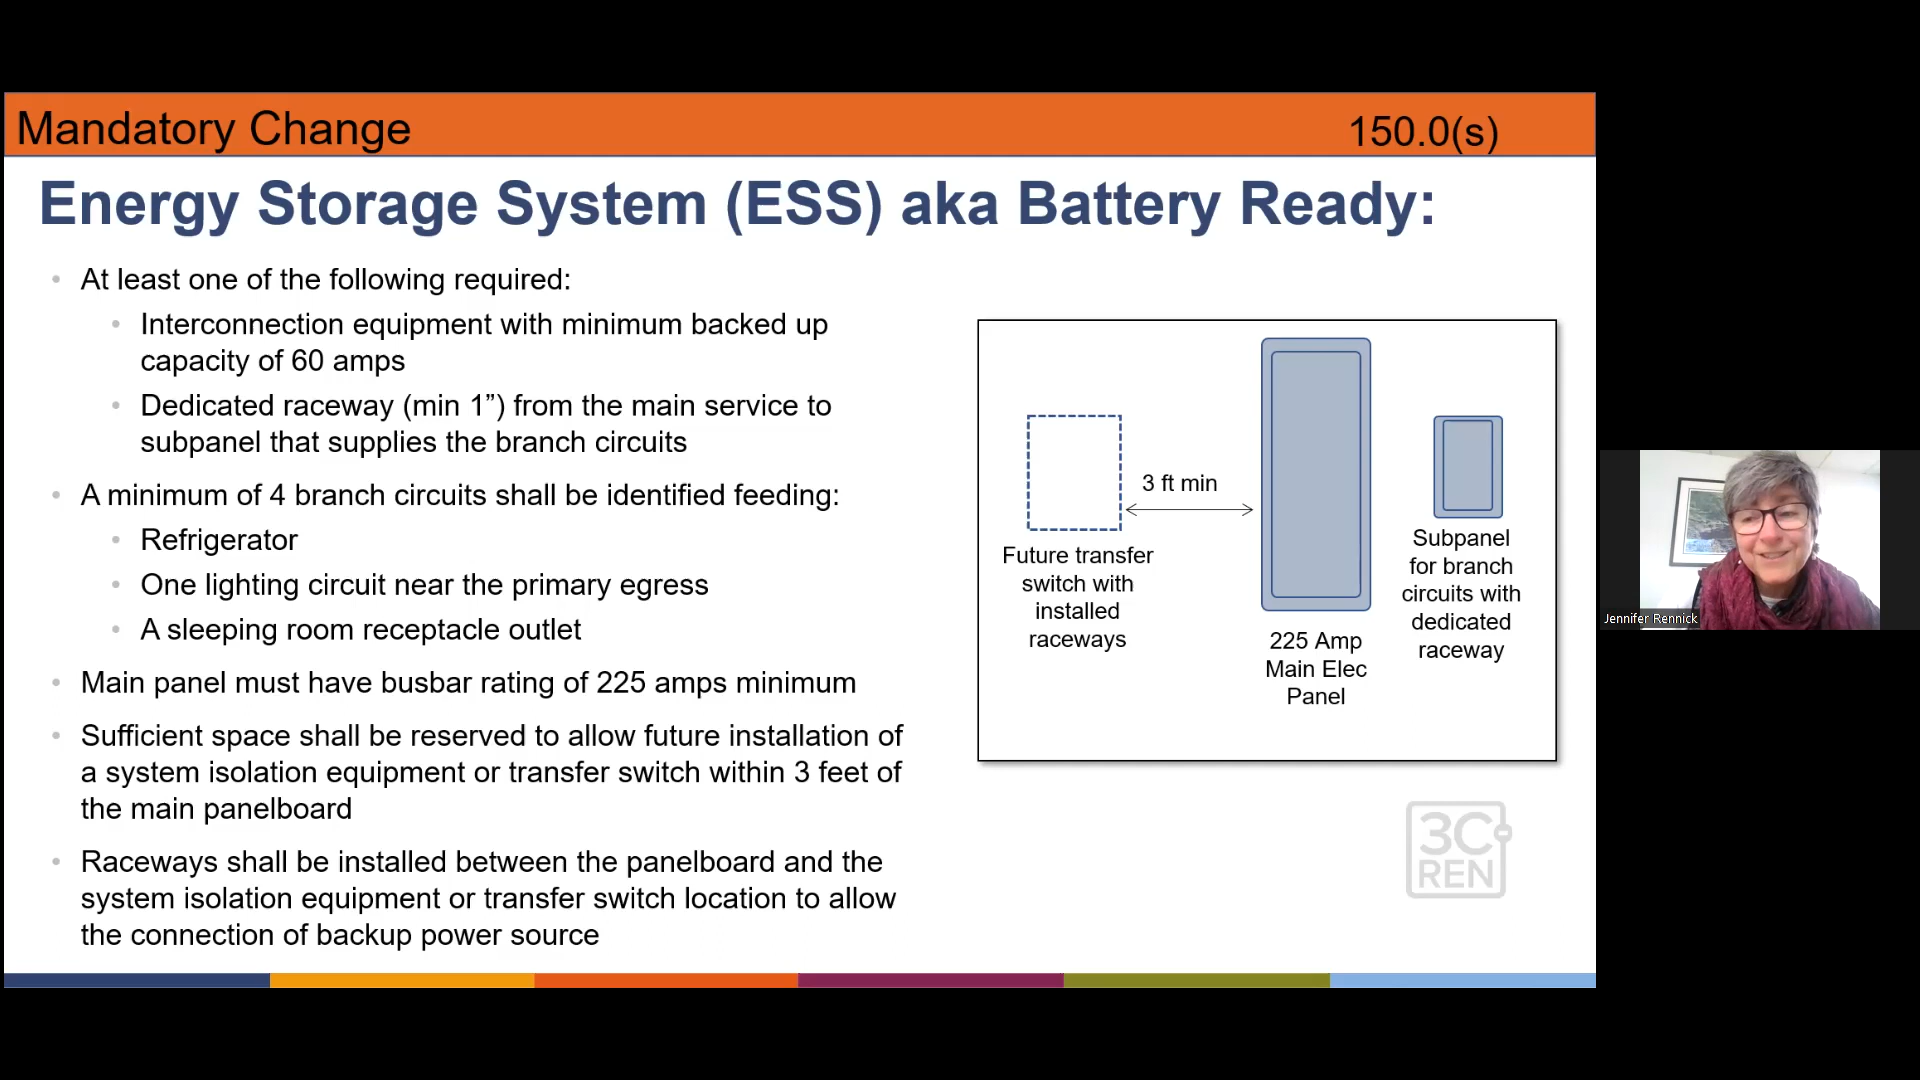 Mandatory Change
150.0(s)
Energy Storage System (ESS) aka Battery Ready:
• At least one of the following required:
• Interconnection equipment with minimum backed up
capacity of 60 amps
• Dedicated raceway (min 1”) from the main service to
subpanel that supplies the branch circuits
• A minimum of 4 branch circuits shall be identified feeding:
• Refrigerator
• One lighting circuit near the primary egress
• A sleeping room receptacle outlet
• Main panel must have busbar rating of 225 amps minimum
• Sufficient space shall be reserved to allow future installation of
a system isolation equipment or transfer switch within 3 feet of
the main panelboard
• Raceways shall be installed between the panelboard and the
system isolation equipment or transfer switch location to allow
the connection of backup power source
3 ft min
Future transfer
switch with
installed
raceways
225 Amp
Main Elec
Panel
Subpanel
for branch
circuits with
dedicated
raceway
3C-
REN
Jennifer Rennick